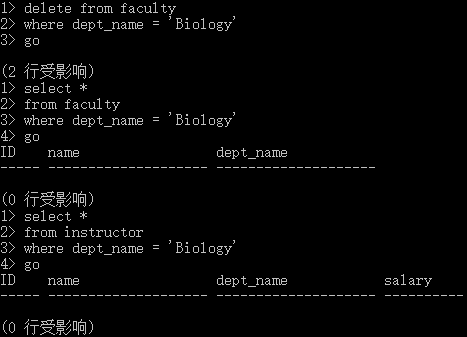 1> delete from faculty
2> where dept_name = 'Biology'
3> go

(2 行受影响)
1> select *
2> from faculty
3> where dept_name = 'Biology'
4> go
ID    name                 dept_name
----- -------------------- --------------------

(0 行受影响)
1> select *
2> from instructor
3> where dept_name = 'Biology'
4> go
ID    name                 dept_name            salary
----- -------------------- -------------------- ----------

(0 行受影响)